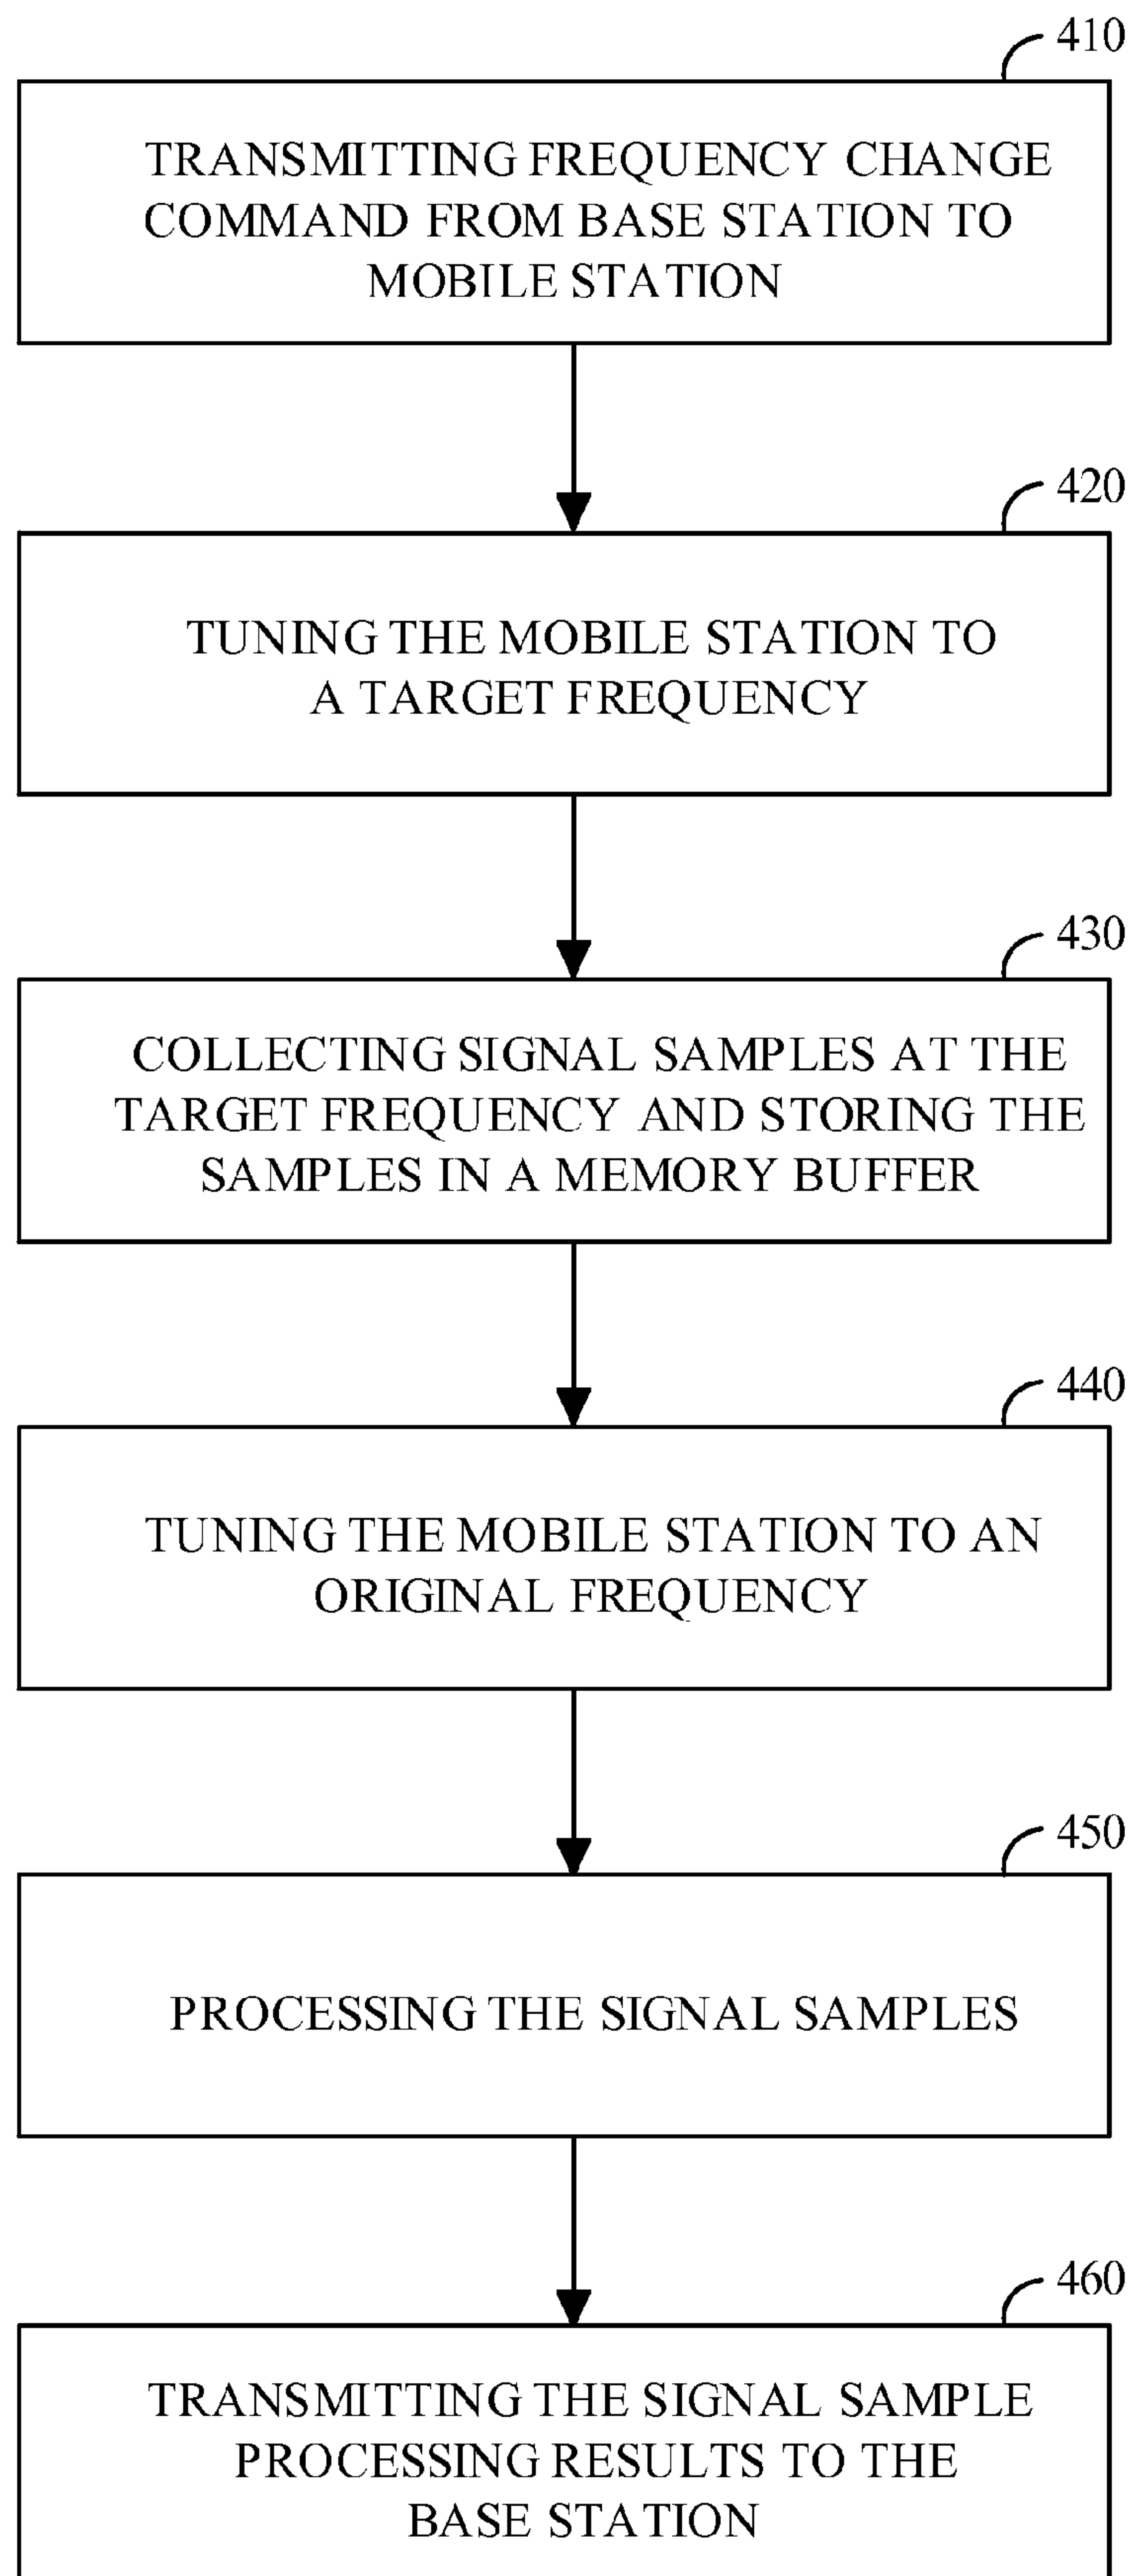 410
TRANSMITTING FREQUENCY CHANGE
COMMAND FROM BASE STATION TO
MOBILE STATION
420
TUNING THE MOBILE STATION TO
A TARGET FREQUENCY
430
COLLECTING SIGNAL SAMPLES AT THE
TARGET FREQUENCY AND STORING THE
SAMPLES IN A MEMORY BUFFER
440
TUNING THE MOBILE STATION TO AN
ORIGINAL FREQUENCY
450
PROCESSING THE SIGNAL SAMPLES
460
TRANSMITTING THE SIGNAL SAMPLE
PROCESSING RESULTS TO THE
BASE STATION